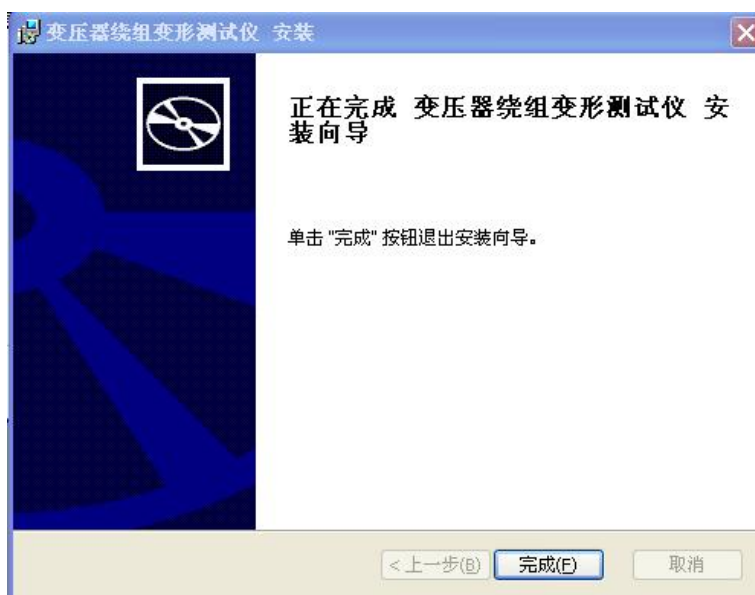 变压器绕组变形测试仪 安装
正在完成 变压器绕组变形测试仪 安
装向导
单击 "完成" 按钮退出安装向导。
<上一步(B) 完成(F) 取消